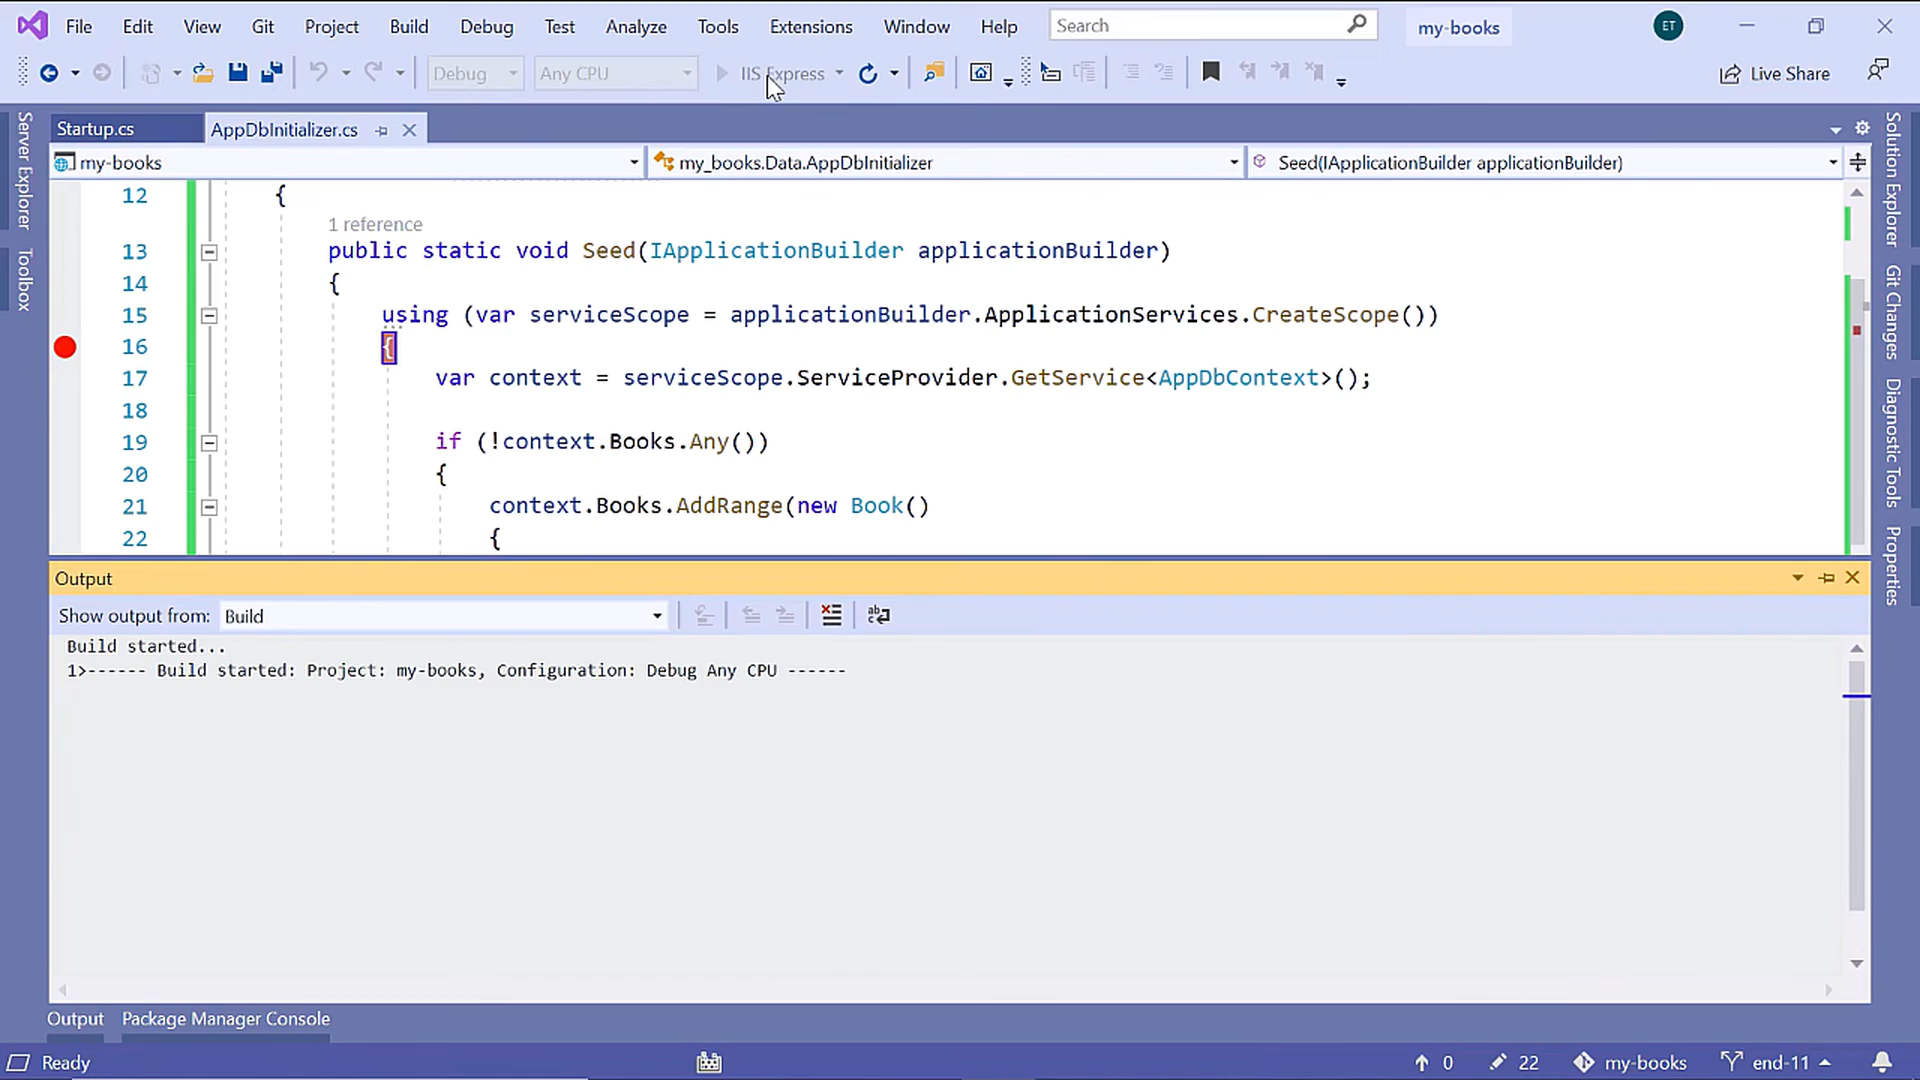 File Edit View Git Project Build Debug Test Analyze Tools Extensions Window Help Search my-books ET
Debug Any CPU IIS Express Live Share
Server Explorer
Toolbox
Startup.cs AppDbInitializer.cs
my-books my_books.Data.AppDbInitializer Seed(IApplicationBuilder applicationBuilder)
12 {
1 reference
13 public static void Seed(IApplicationBuilder applicationBuilder)
14 {
15 using (var serviceScope = applicationBuilder.ApplicationServices.CreateScope())
16 {
17 var context = serviceScope.ServiceProvider.GetService<AppDbContext>();
18
19 if (!context.Books.Any())
20 {
21 context.Books.AddRange(new Book()
22 {
Solution Explorer
Git Changes
Diagnostic Tools
Properties
Output
Show output from: Build
Build started...
1>------ Build started: Project: my-books, Configuration: Debug Any CPU ------
Output Package Manager Console
Ready 0 22 my-books end-11